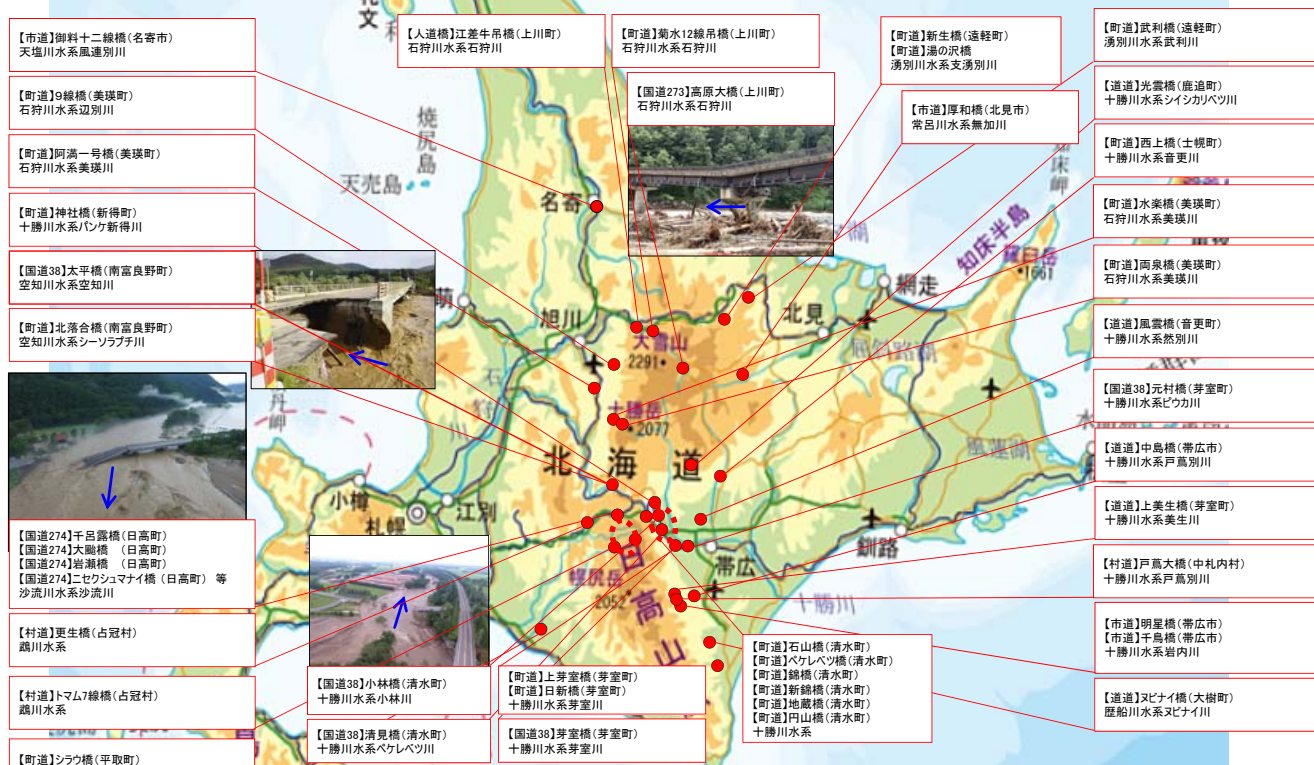 【市道】御料十二線橋(名寄市)
天塩川水系風連別川
【町道】9線橋(美瑛町)
石狩川水系辺別川
【町道】阿満一号橋(美瑛町)
石狩川水系美瑛川
【町道】神社橋(新得町)
十勝川水系パンケ新得川
【国道38】太平橋(南富良野町)
空知川水系空知川
【町道】北落合橋(南富良野町)
空知川水系シーソラプチ川
【国道274】千呂露橋(日高町)
【国道274】大颱橋 (日高町)
【国道274】岩瀬橋 (日高町)
【国道274】ニセクシュマナイ橋(日高町) 等
沙流川水系沙流川
【村道】更生橋(占冠村)
鵡川水系
【村道】トマム7線橋(占冠村)
鵡川水系
【町道】シラウ橋(平取町)
【人道橋】江差牛吊橋(上川町)
石狩川水系石狩川
【町道】菊水12線吊橋(上川町)
石狩川水系石狩川
【国道273】高原大橋(上川町)
石狩川水系石狩川
【町道】新生橋(遠軽町)
【町道】湯の沢橋
湧別川水系支湧別川
【市道】厚和橋(北見市)
常呂川水系無加川
【町道】武利橋(遠軽町)
湧別川水系武利川
【道道】光雲橋(鹿追町)
十勝川水系シイシカリベツ川
【町道】西上橋(士幌町)
十勝川水系音更川
【町道】水楽橋(美瑛町)
石狩川水系美瑛川
【町道】両泉橋(美瑛町)
石狩川水系美瑛川
【道道】風雲橋(音更町)
十勝川水系然別川
【国道38】元村橋(芽室町)
十勝川水系ピウカ川
【道道】中島橋(帯広市)
十勝川水系戸蔦別川
【道道】上美生橋(芽室町)
十勝川水系美生川
【村道】戸蔦大橋(中札内村)
十勝川水系戸蔦別川
【市道】明星橋(帯広市)
【市道】千鳥橋(帯広市)
十勝川水系岩内川
【道道】ヌビナイ橋(大樹町)
歴船川水系ヌビナイ川
【国道38】小林橋(清水町)
十勝川水系小林川
【国道38】清見橋(清水町)
十勝川水系ペケレベツ川
【町道】上芽室橋(芽室町)
【町道】日新橋(芽室町)
十勝川水系芽室川
【国道38】芽室橋(芽室町)
十勝川水系芽室川
【町道】石山橋(清水町)
【町道】ペケレベツ橋(清水町)
【町道】錦橋(清水町)
【町道】新錦橋(清水町)
【町道】地蔵橋(清水町)
【町道】円山橋(清水町)
十勝川水系
礼文
焼尻島
天売島
名寄
旭川
大雪山
2291
十勝岳
2077
北見
網走
知床半島
羅臼岳
1661
知床岬
屈斜路湖
風蓮湖
北海道
石狩川
小樽
札幌
江別
帯広
釧路
十勝川
幌尻岳
2052
日高山